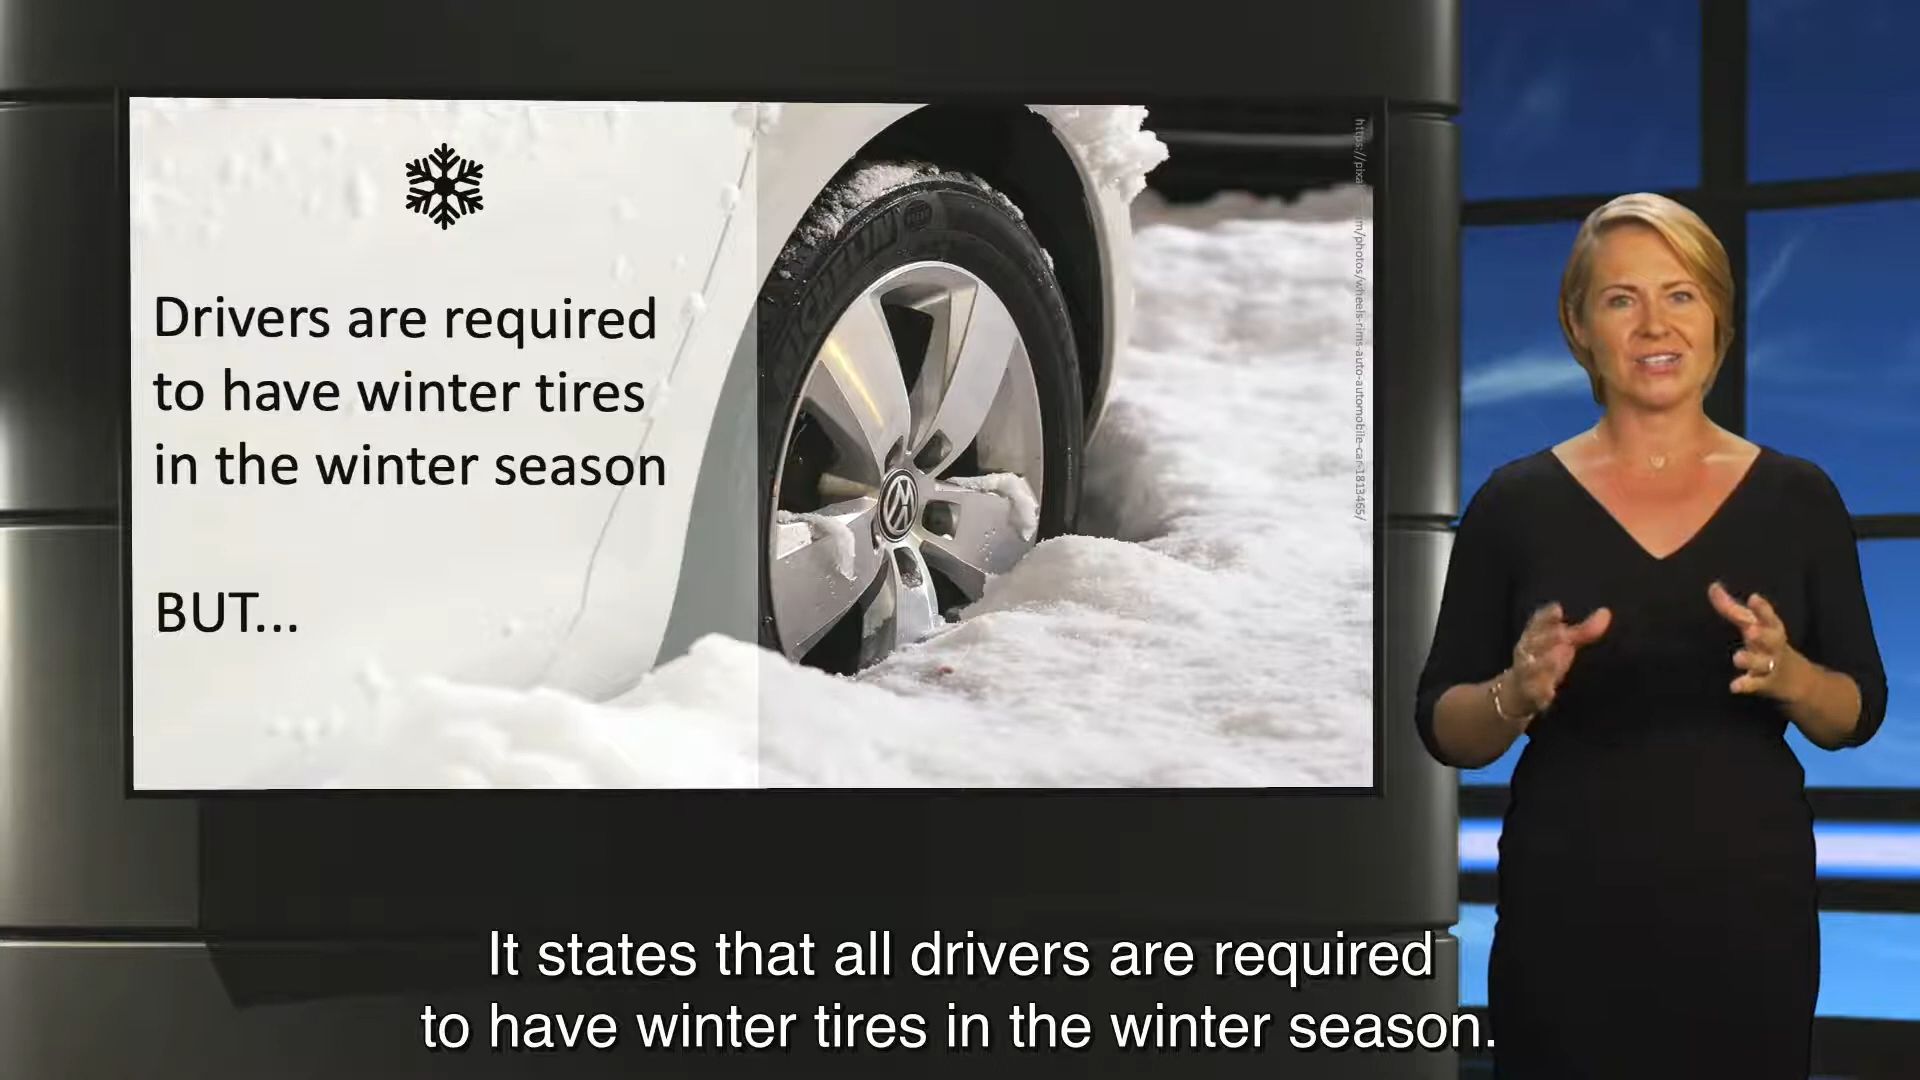 Drivers are required
to have winter tires
in the winter season
BUT...
It states that all drivers are required
to have winter tires in the winter season.